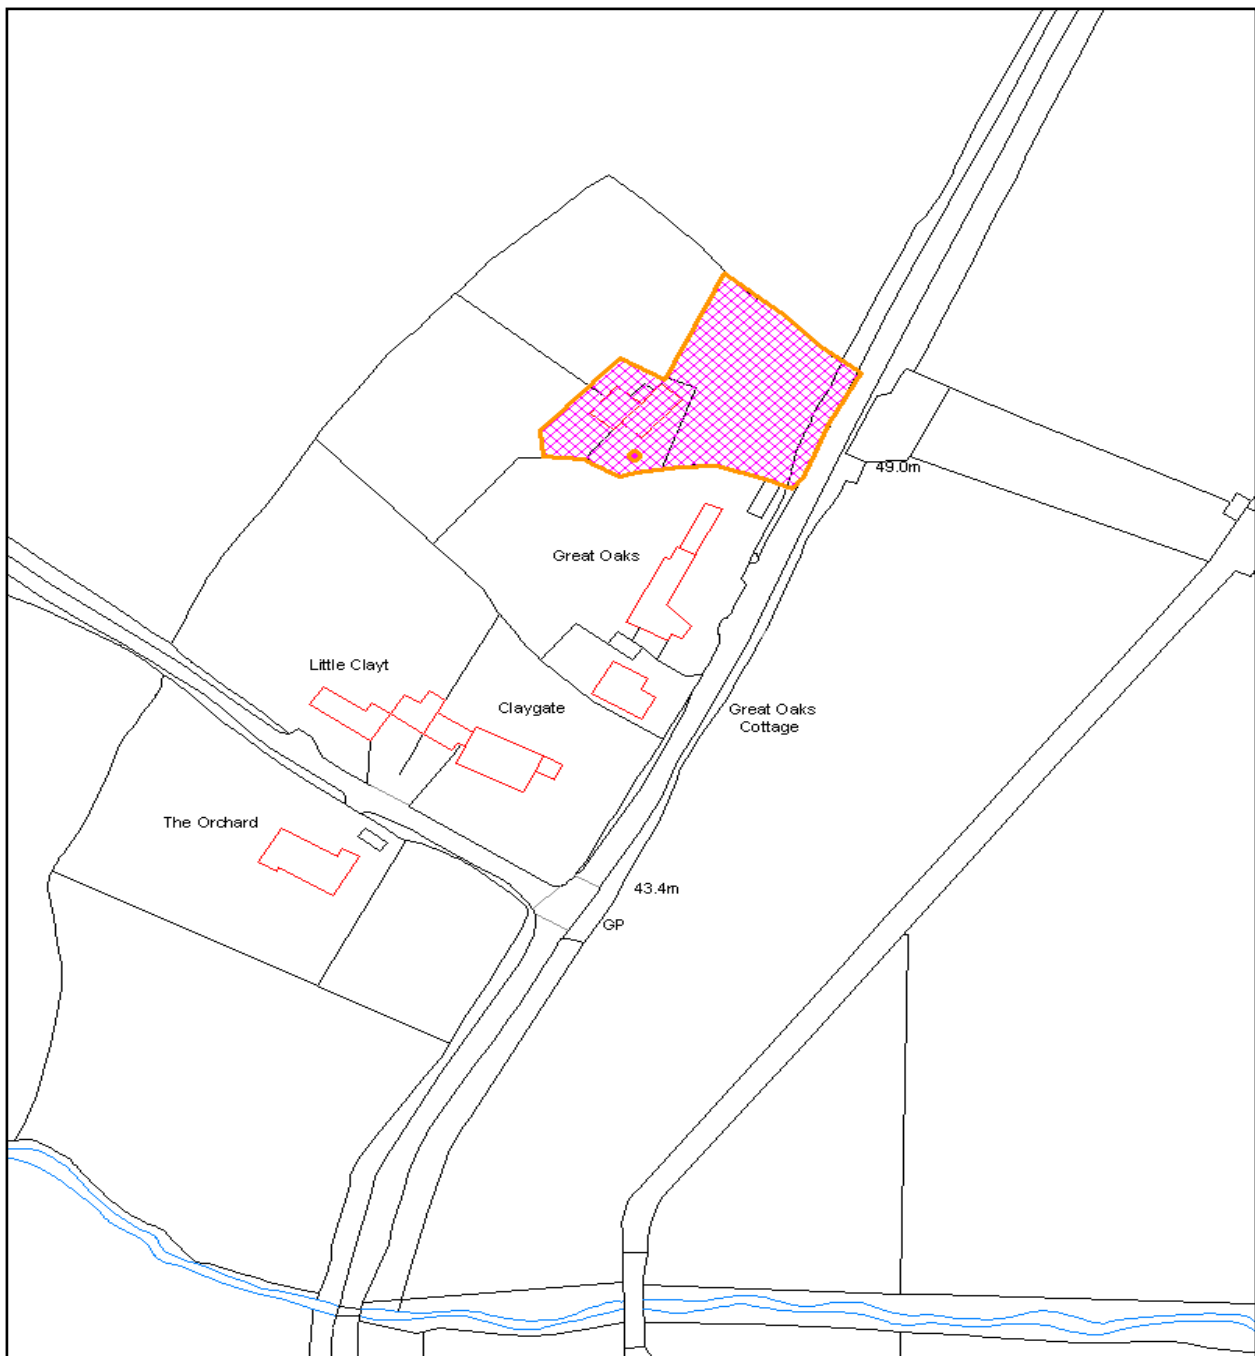 49.0m
Great Oaks
Little Clayt
Claygate
Great Oaks
Cottage
The Orchard
43.4m
GP